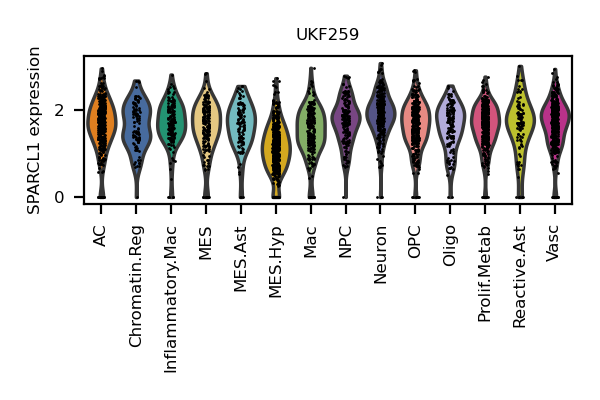 UKF259
SPARCL1 expression
2
0
AC
Chromatin.Reg
Inflammatory.Mac
MES
MES.Ast
MES.Hyp
Mac
NPC
Neuron
OPC
Oligo
Prolif.Metab
Reactive.Ast
Vasc